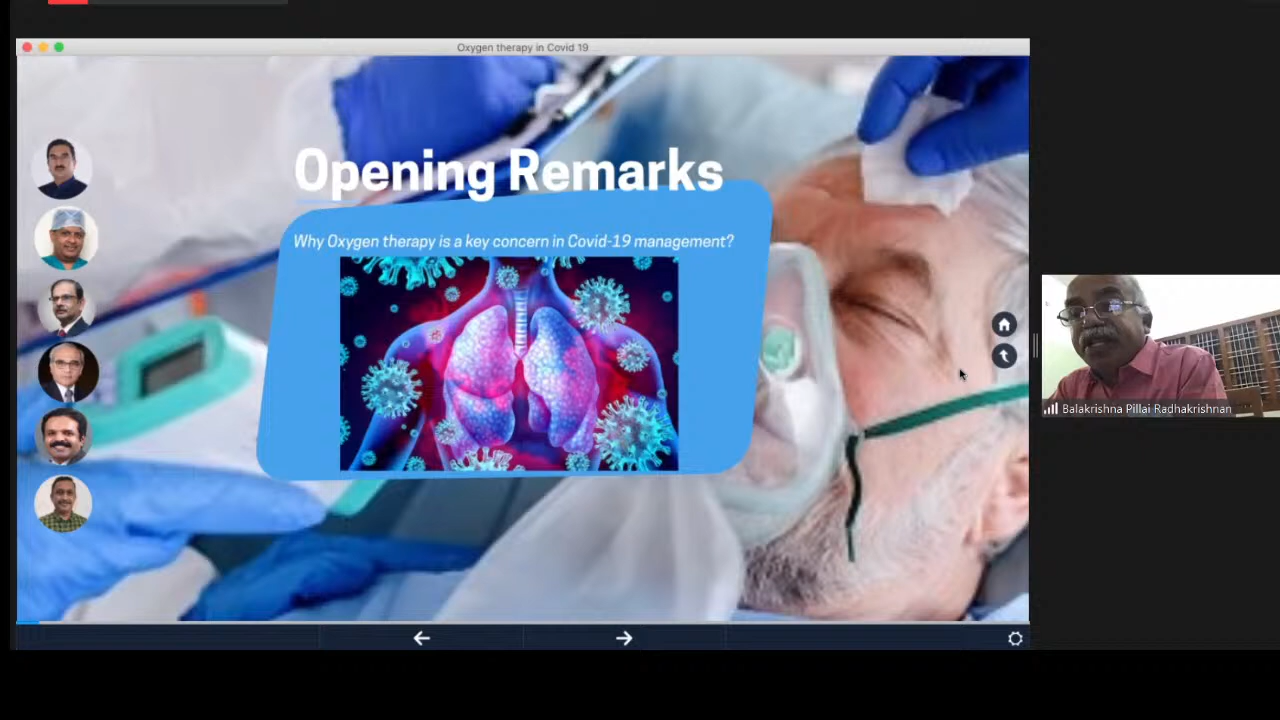 Oxygen therapy in Covid 19
Opening Remarks
Why Oxygen therapy is a key concern in Covid-19 management?
Balakrishna Pillai Radhakrishnan